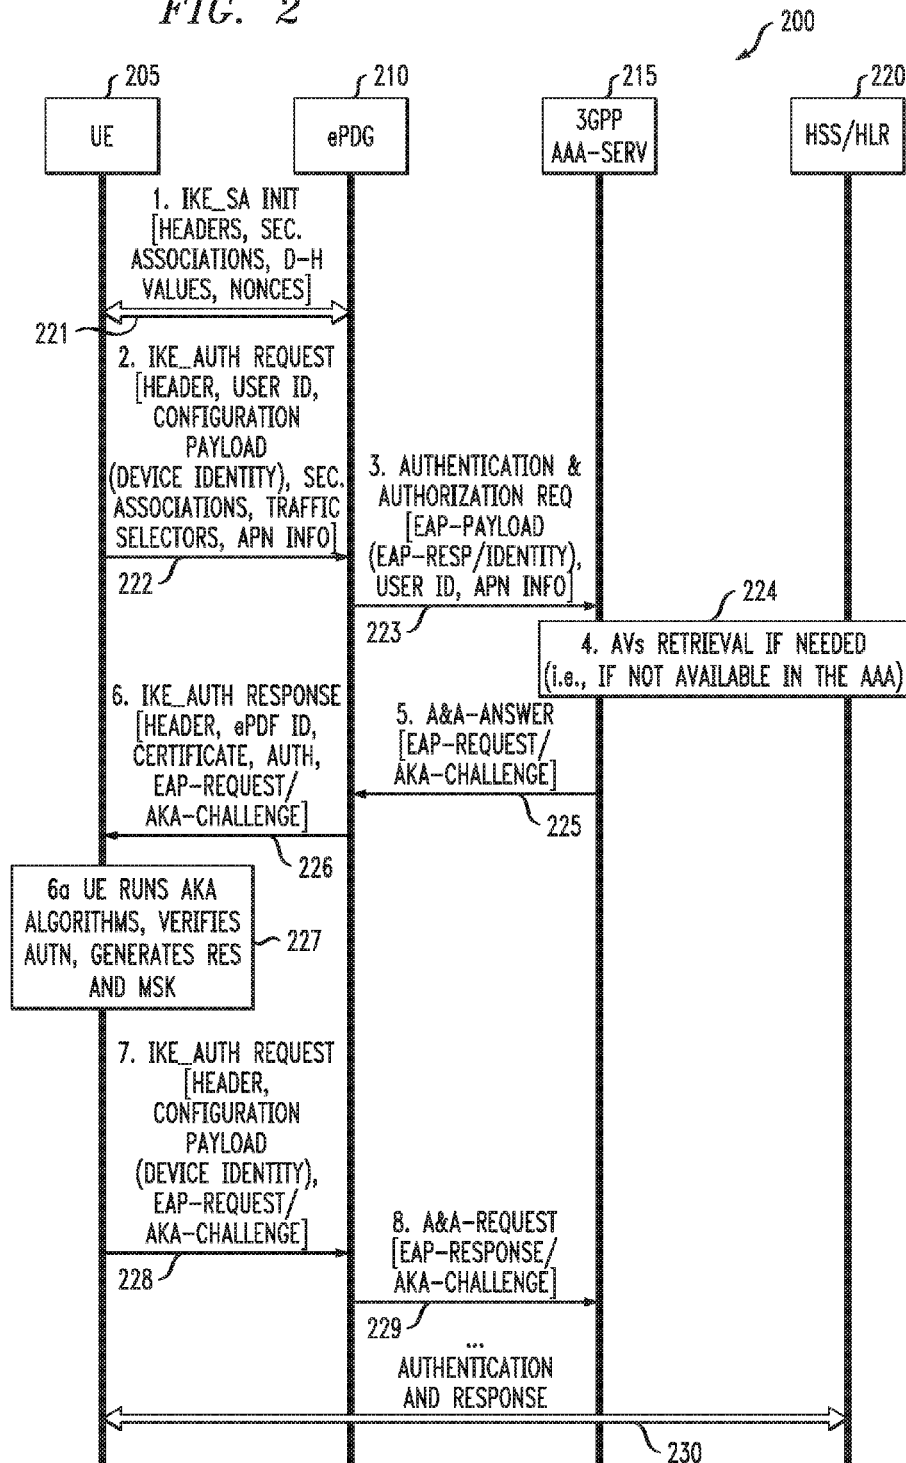 FIG. 2
200
205
210
215
220
UE
ePDG
3GPP
AAA-SERV
HSS/HLR
1. IKE_SA INIT
[HEADERS, SEC.
ASSOCIATIONS, D-H
VALUES, NONCES]
221
2. IKE_AUTH REQUEST
[HEADER, USER ID,
CONFIGURATION
PAYLOAD
(DEVICE IDENTITY), SEC.
ASSOCIATIONS, TRAFFIC
SELECTORS, APN INFO]
222
3. AUTHENTICATION &
AUTHORIZATION REQ
[EAP-PAYLOAD
(EAP-RESP/IDENTITY),
USER ID, APN INFO]
223
224
4. AVs RETRIEVAL IF NEEDED
(i.e., IF NOT AVAILABLE IN THE AAA)
5. A&A-ANSWER
[EAP-REQUEST/
AKA-CHALLENGE]
225
6. IKE_AUTH RESPONSE
[HEADER, ePDF ID,
CERTIFICATE, AUTH,
EAP-REQUEST/
AKA-CHALLENGE]
226
6a UE RUNS AKA
ALGORITHMS, VERIFIES
AUTN, GENERATES RES
AND MSK
227
7. IKE_AUTH REQUEST
[HEADER,
CONFIGURATION
PAYLOAD
(DEVICE IDENTITY),
EAP-REQUEST/
AKA-CHALLENGE]
228
8. A&A-REQUEST
[EAP-RESPONSE/
AKA-CHALLENGE]
229
...
AUTHENTICATION
AND RESPONSE
230